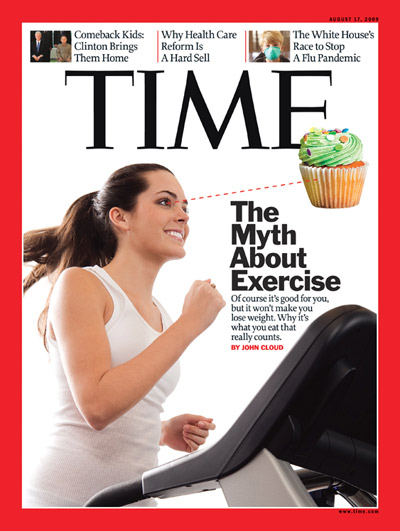 AUGUST 17, 2009
Comeback Kids:
Clinton Brings
Them Home
Why Health Care
Reform Is
A Hard Sell
The White House's
Race to Stop
A Flu Pandemic
TIME
The
Myth
About
Exercise
Of course it's good for you,
but it won't make you
lose weight. Why it's
what you eat that
really counts.
BY JOHN CLOUD
www.time.com